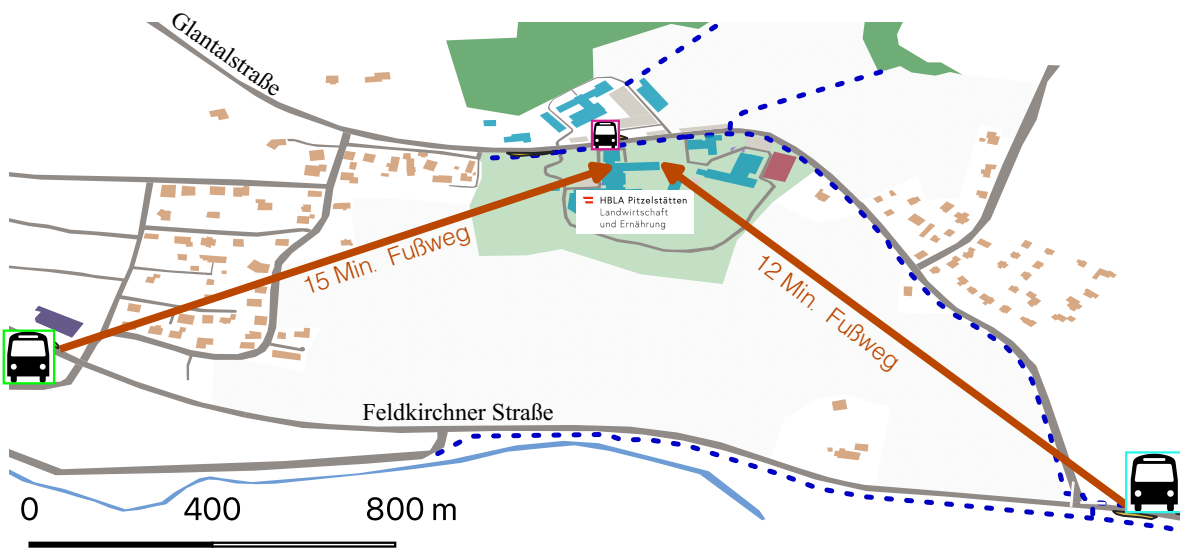 Glantalstraße
HBLA Pitzelstätten
Landwirtschaft
und Ernährung
15 Min. Fußweg
12 Min. Fußweg
Feldkirchner Straße
0 400 800 m